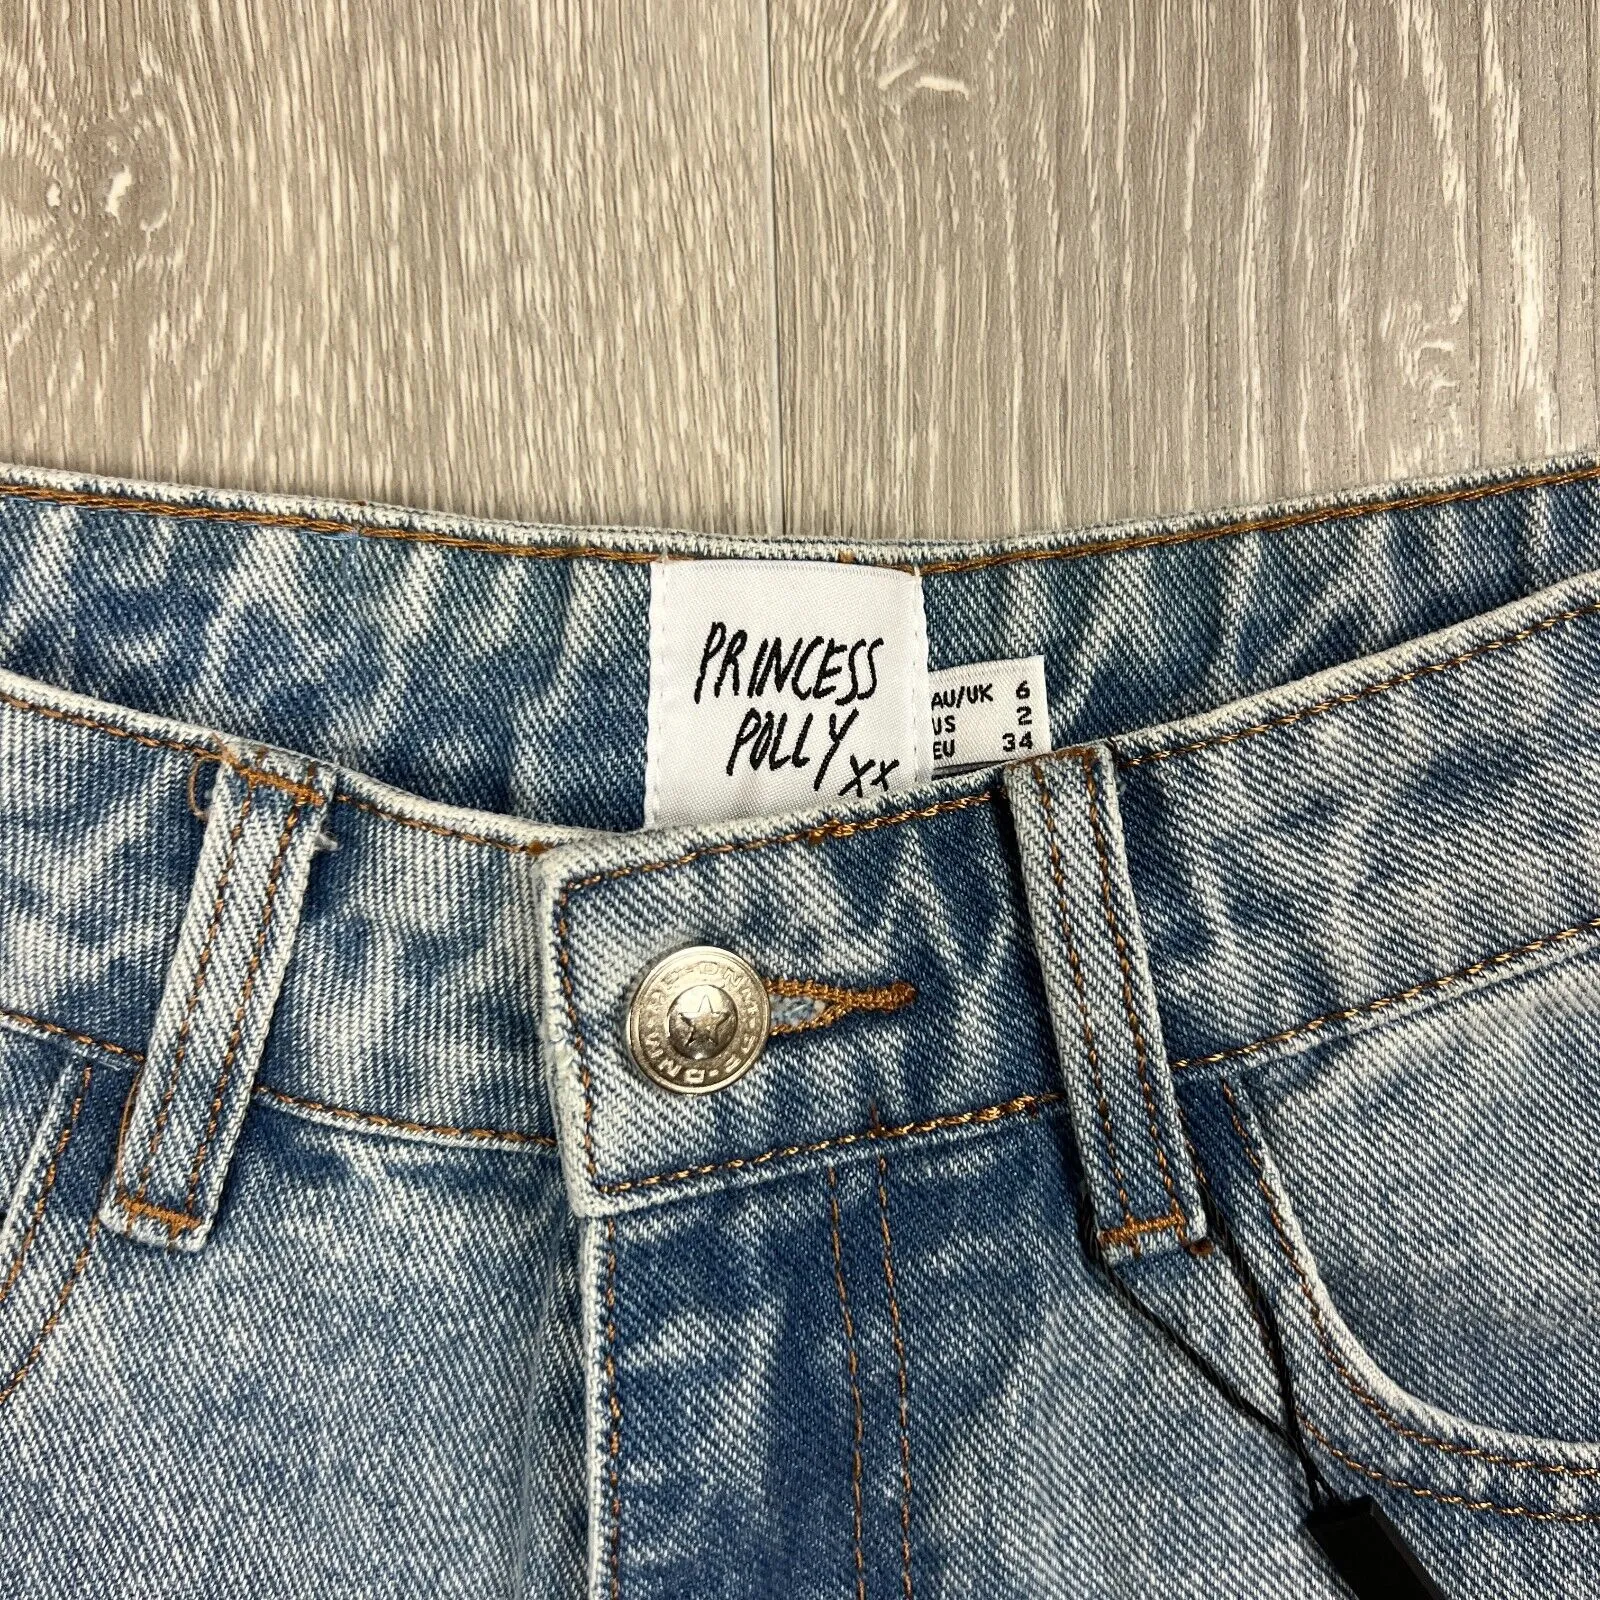 PRINCESS
POLLY
xx
AU/UK 6
US 2
EU 34